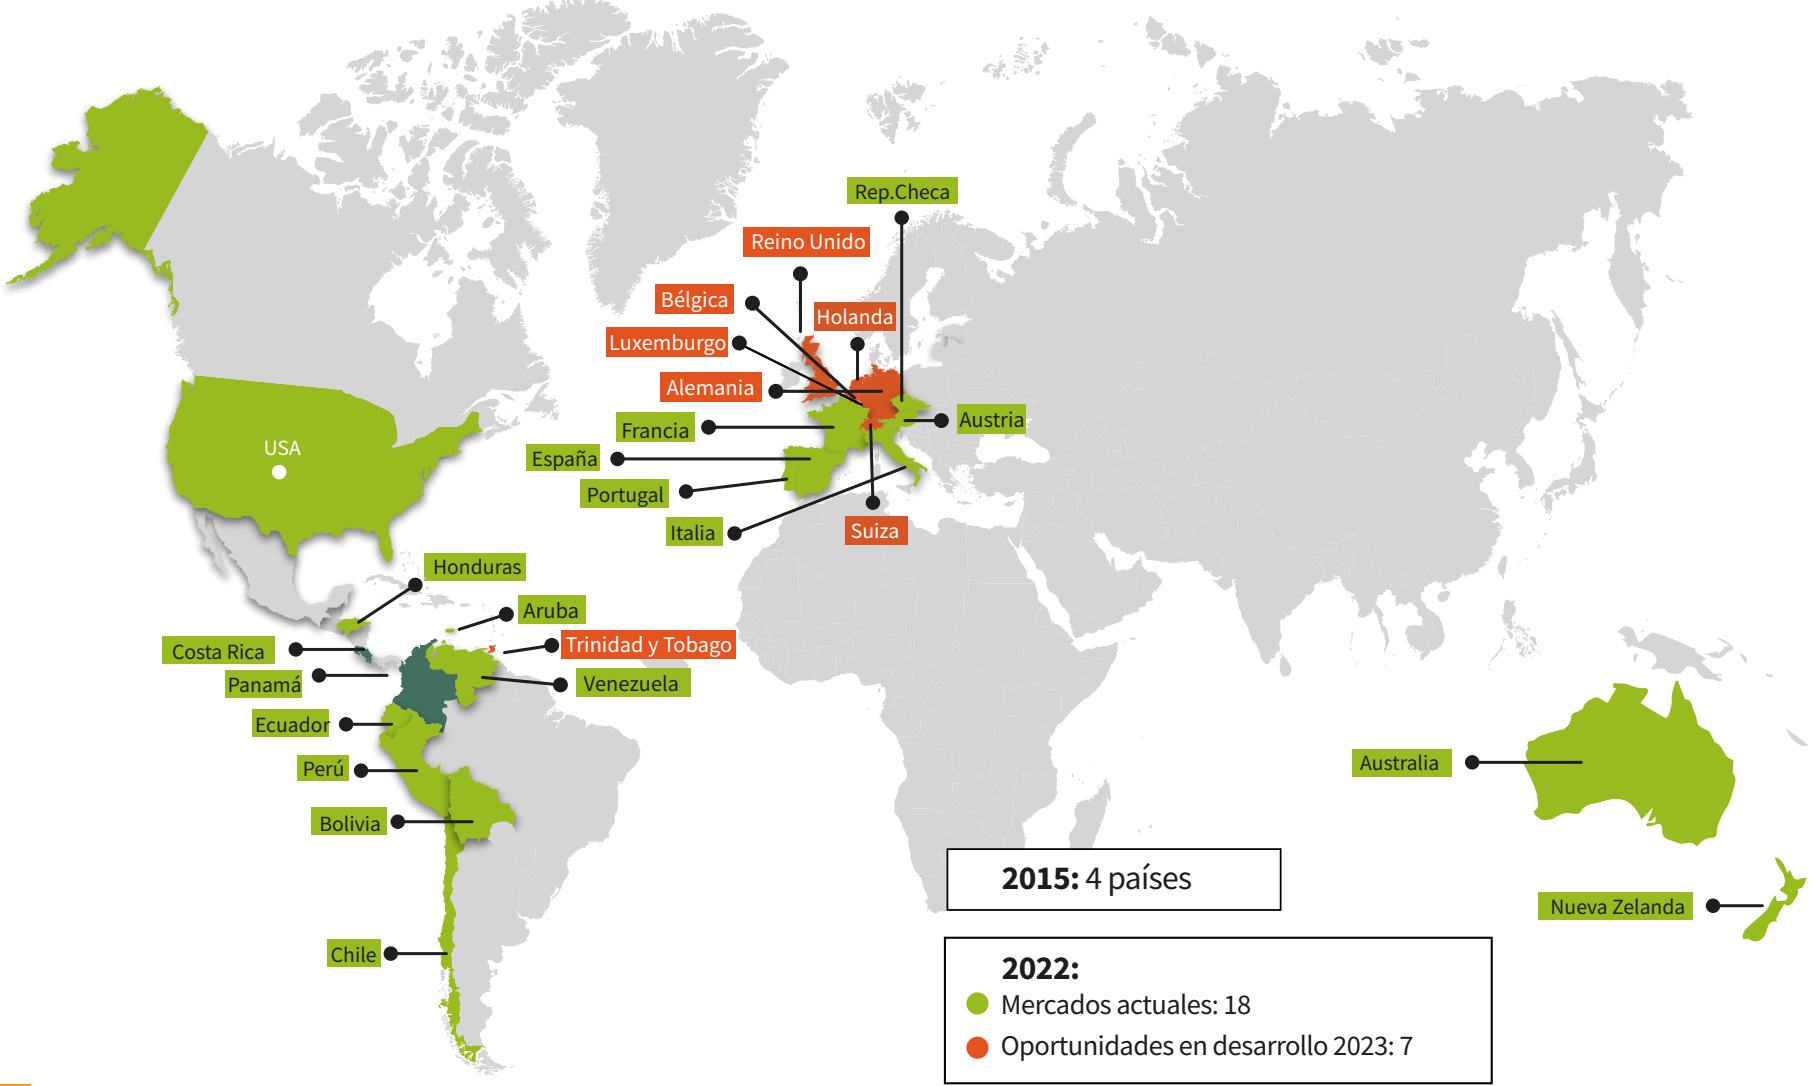 Rep.Checa
Reino Unido
Bélgica
Holanda
Luxemburgo
Alemania
Francia
Austria
España
Portugal
Italia
Suiza
USA
Honduras
Aruba
Costa Rica
Trinidad y Tobago
Panamá
Venezuela
Ecuador
Perú
Bolivia
Chile
Australia
Nueva Zelanda
2015: 4 países
2022:
Mercados actuales: 18
Oportunidades en desarrollo 2023: 7